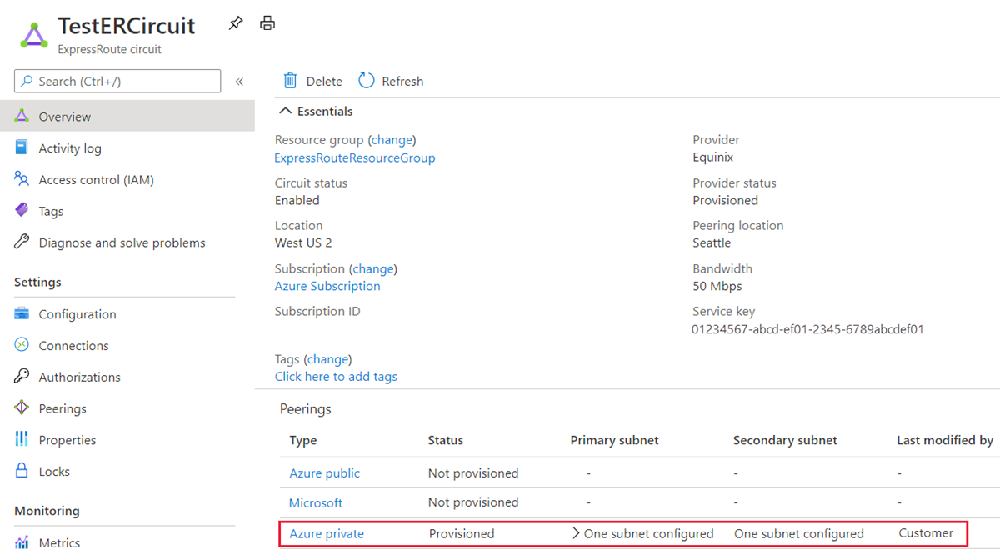 TestERCircuit
ExpressRoute circuit
Search (Ctrl+/)
«
Overview
Activity log
Access control (IAM)
Tags
Diagnose and solve problems
Settings
Configuration
Connections
Authorizations
Peerings
Properties
Locks
Monitoring
Metrics
Delete Refresh
Essentials
Resource group (change)
ExpressRouteResourceGroup
Circuit status
Enabled
Location
West US 2
Subscription (change)
Azure Subscription
Subscription ID
Tags (change)
Click here to add tags
Provider
Equinix
Provider status
Provisioned
Peering location
Seattle
Bandwidth
50 Mbps
Service key
01234567-abcd-ef01-2345-6789abcdef01
Peerings
Type Status Primary subnet Secondary subnet Last modified by
Azure public Not provisioned - - -
Microsoft Not provisioned - - -
Azure private Provisioned > One subnet configured One subnet configured Customer